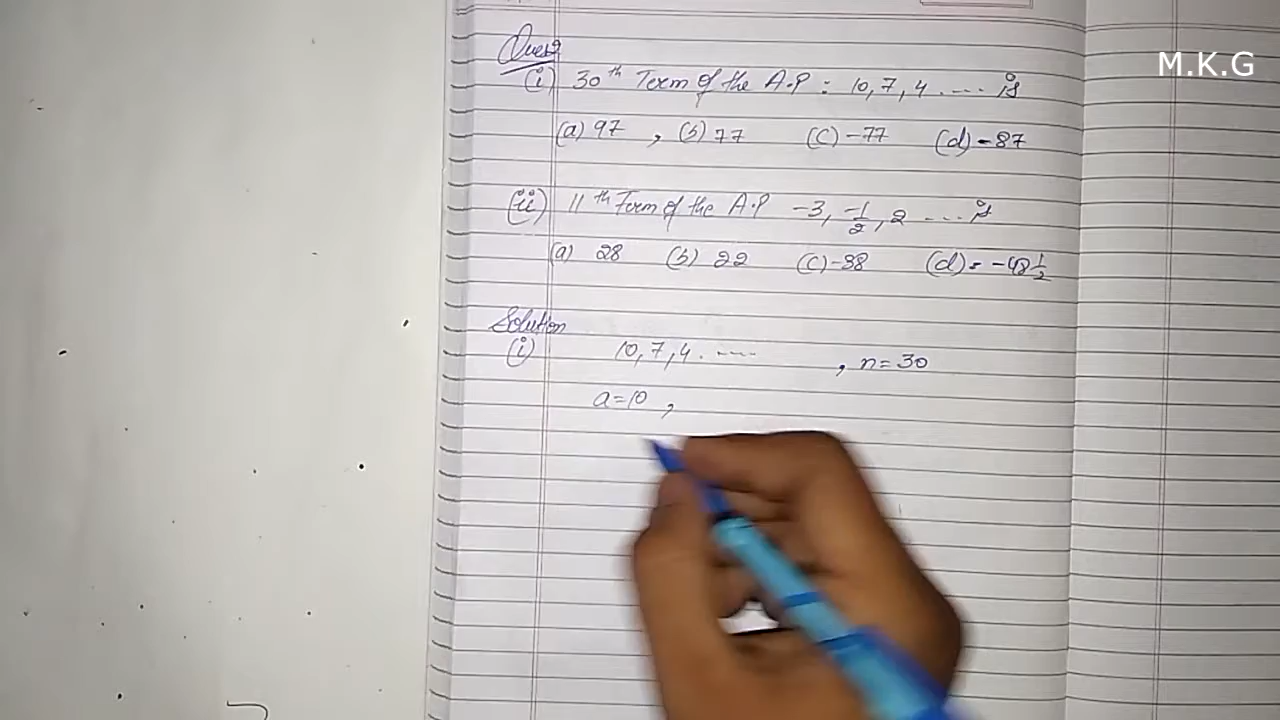 M.K.G
Ques
(i) 30th Term of the A.P : 10, 7, 4 .... is
(a) 97 , (b) 77 (c) -77 (d) -87
(ii) 11th Term of the A.P -3, -1/2, 2 .... is
(a) 28 (b) 22 (c) -38 (d) = -48 1/2
Solution
(i) 10, 7, 4 ..... , n = 30
a = 10 ,